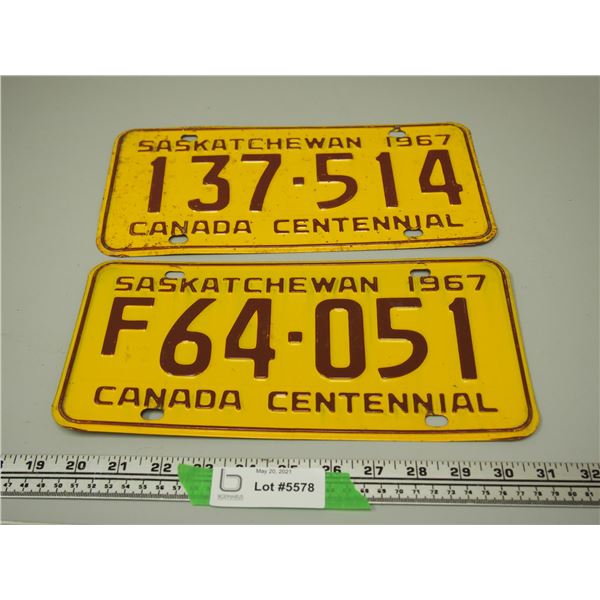 SASKATCHEWAN 1967
137·514
CANADA CENTENNIAL
SASKATCHEWAN 1967
F64·051
CANADA CENTENNIAL
19 20 21 22 23 26 27 28 29 30 31 32
May 20, 2021
b
Lot #5578